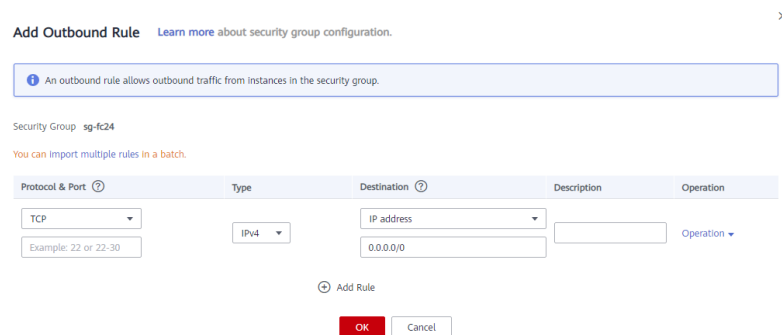 Add Outbound Rule Learn more about security group configuration.
An outbound rule allows outbound traffic from instances in the security group.
Security Group sg-fc24
You can import multiple rules in a batch.
Protocol & Port Type Destination Description Operation
TCP IPv4 IP address Operation
Example: 22 or 22-30 0.0.0.0/0
Add Rule
OK Cancel